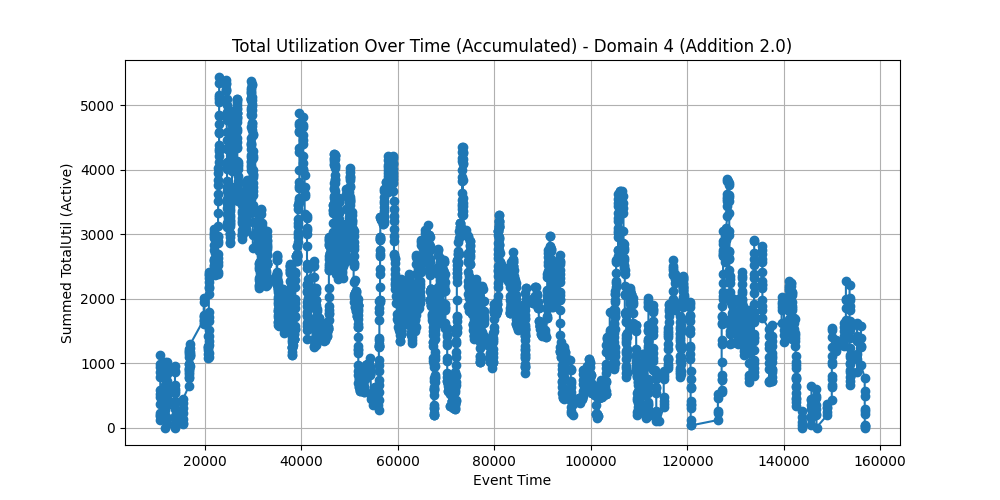 Total Utilization Over Time (Accumulated) - Domain 4 (Addition 2.0)
Summed TotalUtil (Active)
5000
4000
3000
2000
1000
0
20000 40000 60000 80000 100000 120000 140000 160000
Event Time